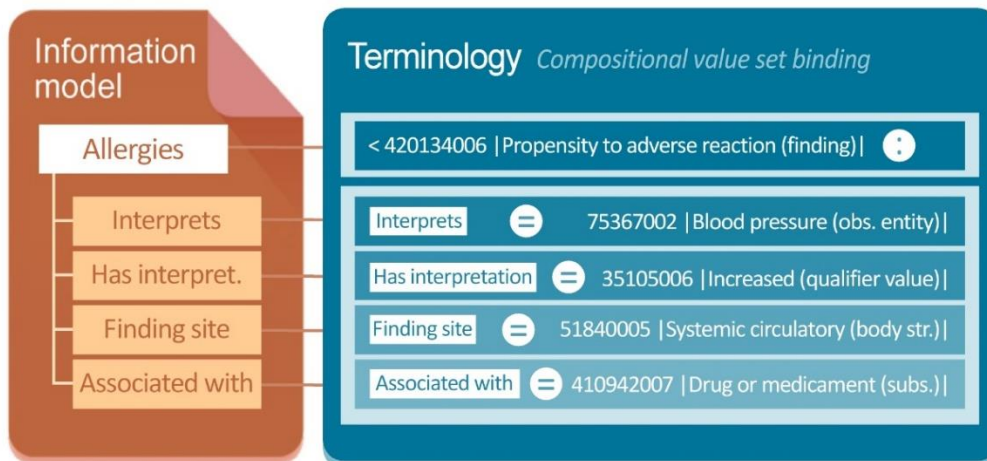 Information
model
Allergies
Interprets
Has interpret.
Finding site
Associated with
Terminology Compositional value set binding
< 420134006 |Propensity to adverse reaction (finding)| :
Interprets = 75367002 |Blood pressure (obs. entity)|
Has interpretation = 35105006 |Increased (qualifier value)|
Finding site = 51840005 |Systemic circulatory (body str.)|
Associated with = 410942007 |Drug or medicament (subs.)|